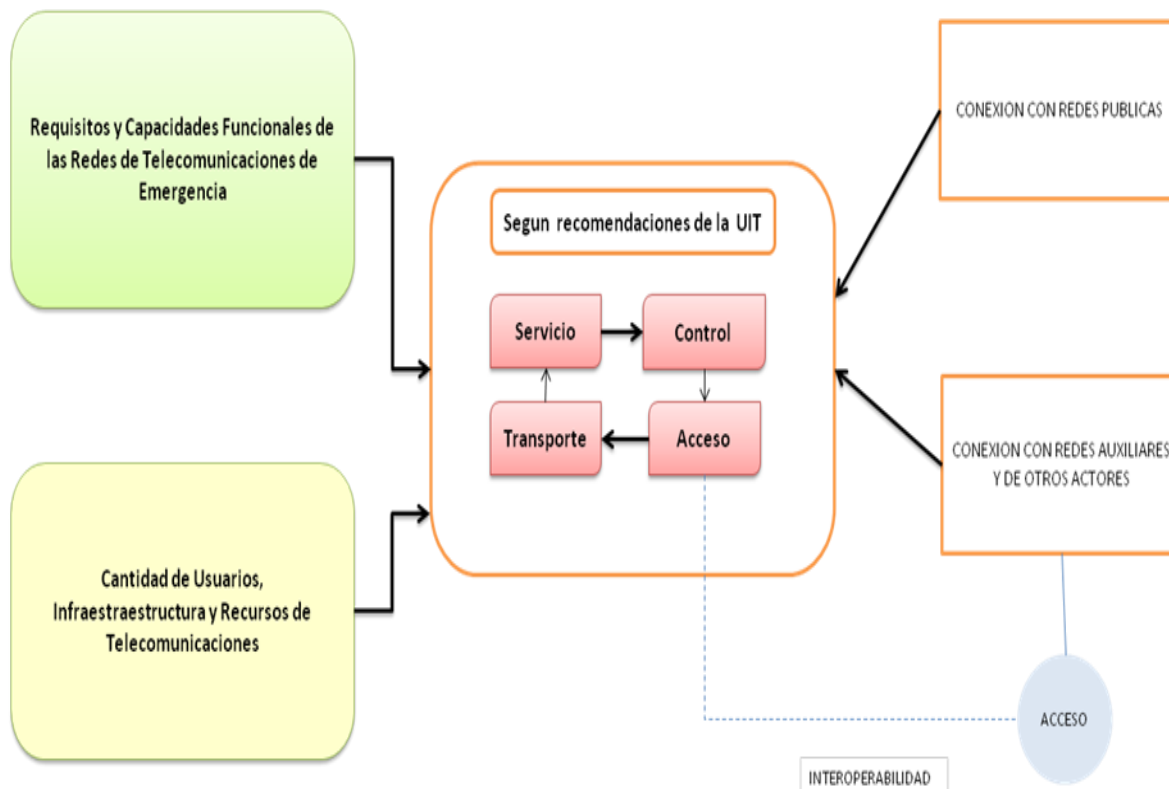 Requisitos y Capacidades Funcionales de
las Redes de Telecomunicaciones de
Emergencia
Cantidad de Usuarios,
Infraestraestructura y Recursos de
Telecomunicaciones
Segun recomendaciones de la UIT
Servicio
Control
Transporte
Acceso
CONEXION CON REDES PUBLICAS
CONEXION CON REDES AUXILIARES
Y DE OTROS ACTORES
ACCESO
INTEROPERABILIDAD